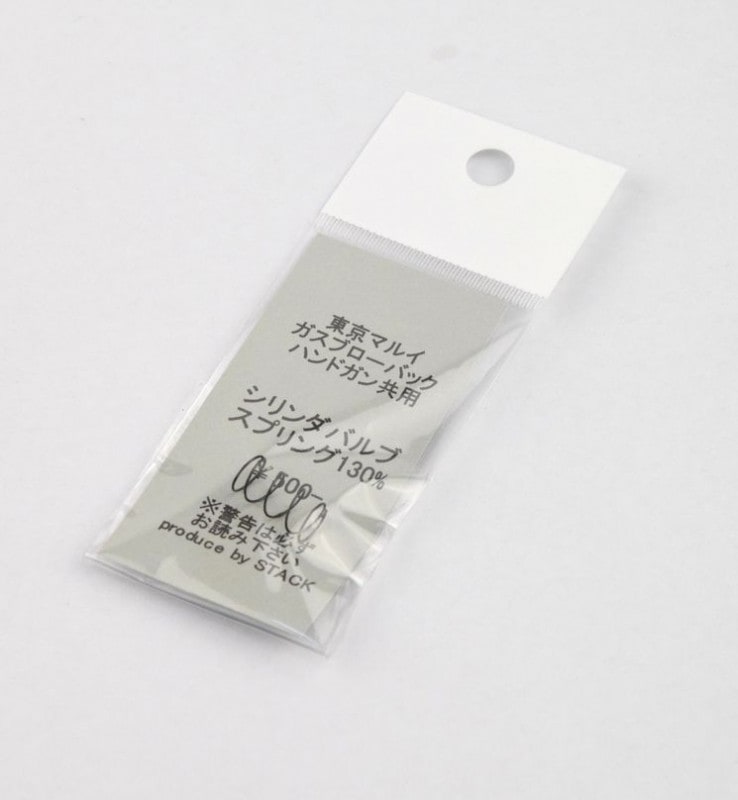 東京マルイ
ガスブローバック
ハンドガン共用
シリンダバルブ
スプリング130%
¥500-
※警告は必ず
お読み下さい
produce by STACK